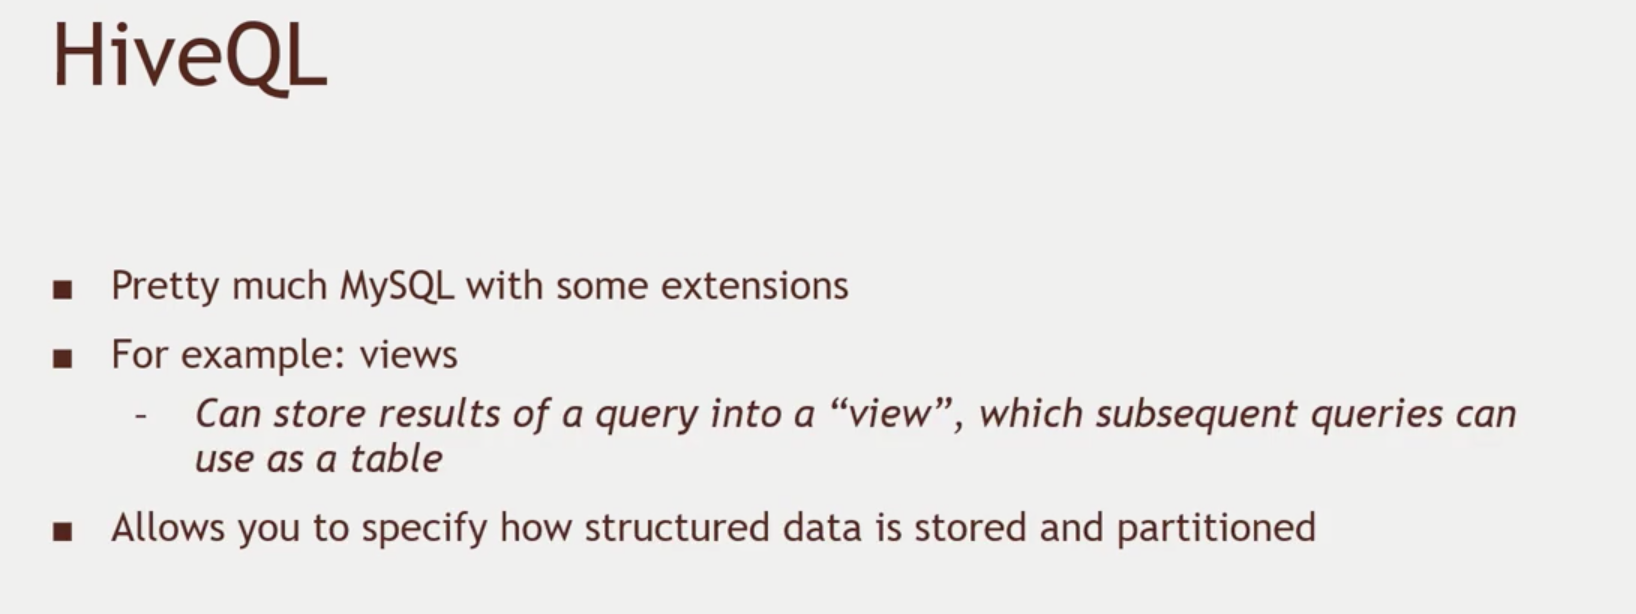 HiveQL
■ Pretty much MySQL with some extensions
■ For example: views
– Can store results of a query into a “view”, which subsequent queries can
use as a table
■ Allows you to specify how structured data is stored and partitioned